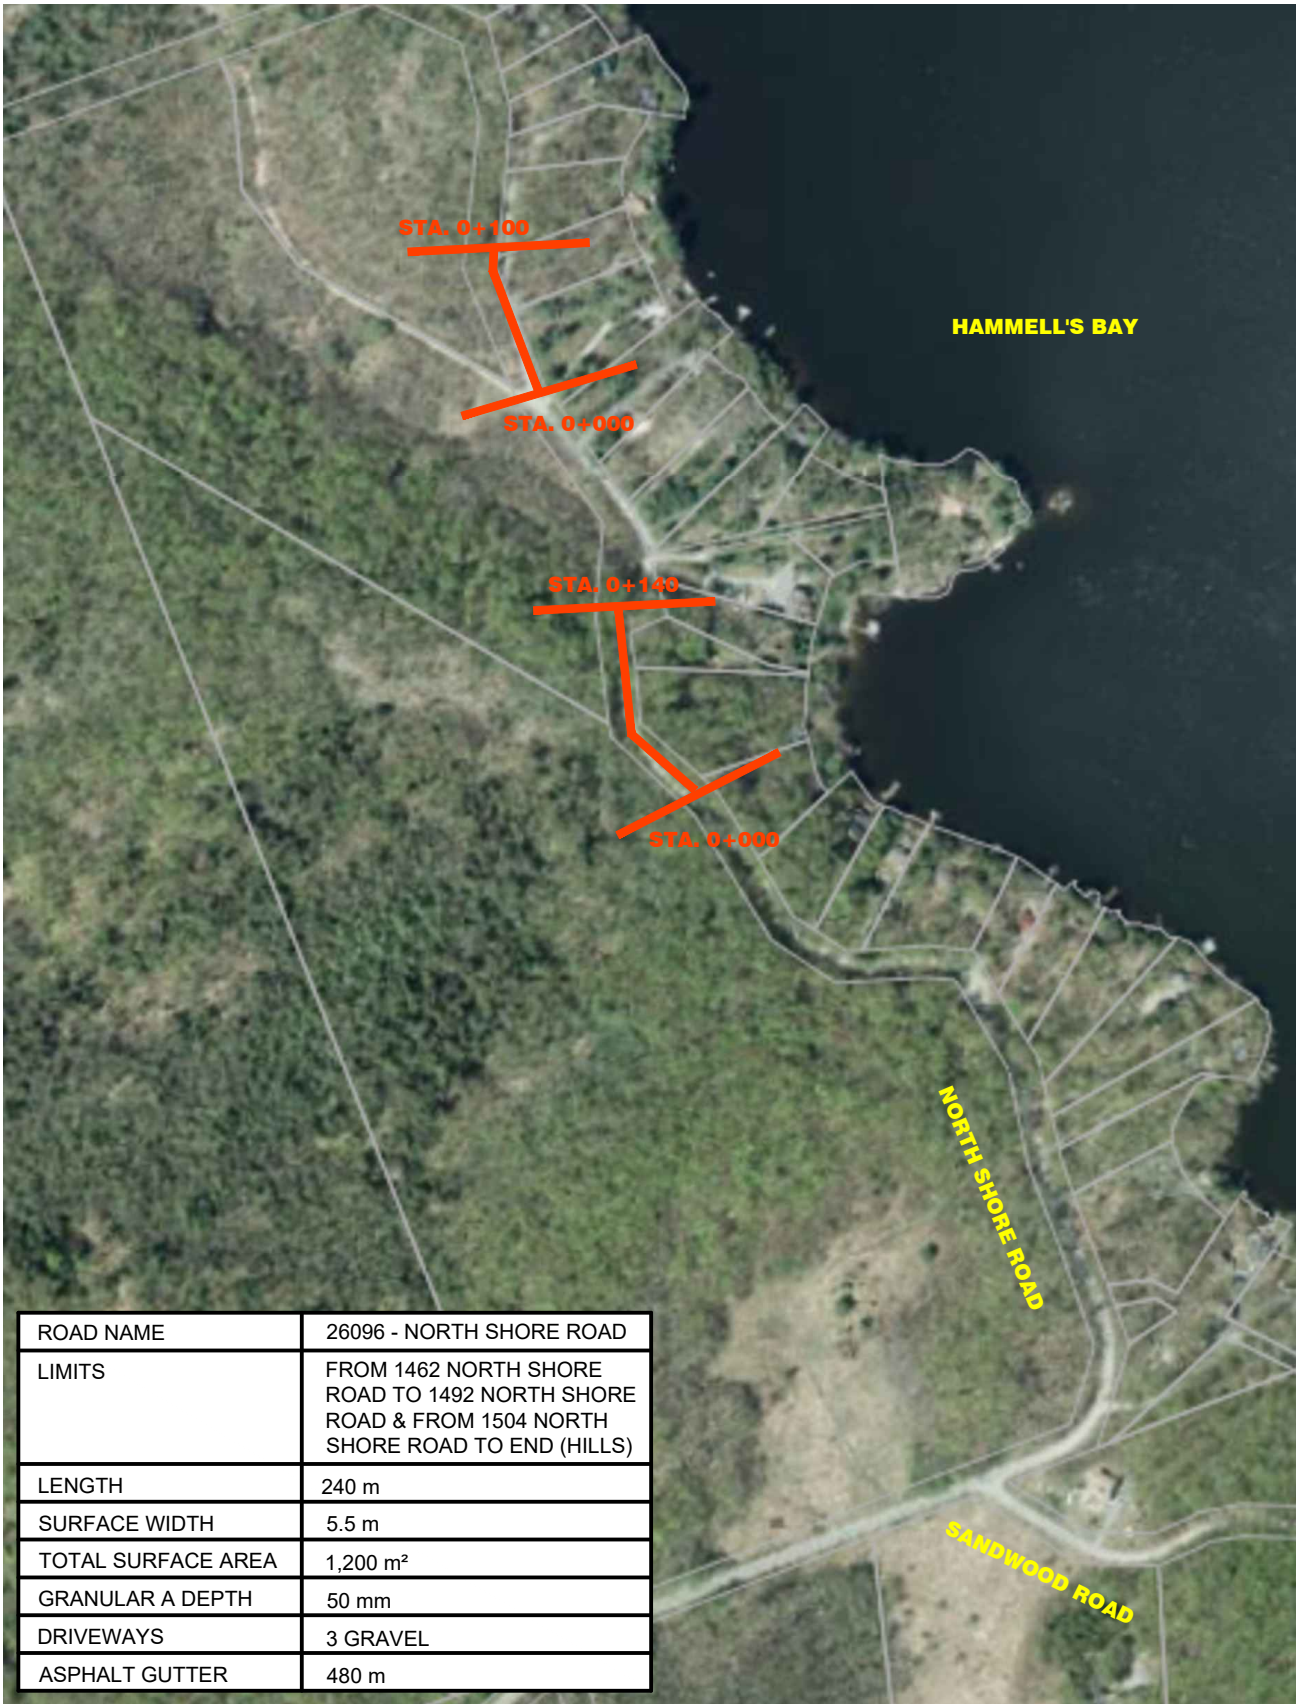 STA. 0+100
HAMMELL'S BAY
STA. 0+000
STA. 0+140
STA. 0+000
NORTH SHORE ROAD
SANDWOOD ROAD
ROAD NAME 26096 - NORTH SHORE ROAD
LIMITS FROM 1462 NORTH SHORE
ROAD TO 1492 NORTH SHORE
ROAD & FROM 1504 NORTH
SHORE ROAD TO END (HILLS)
LENGTH 240 m
SURFACE WIDTH 5.5 m
TOTAL SURFACE AREA 1,200 m²
GRANULAR A DEPTH 50 mm
DRIVEWAYS 3 GRAVEL
ASPHALT GUTTER 480 m